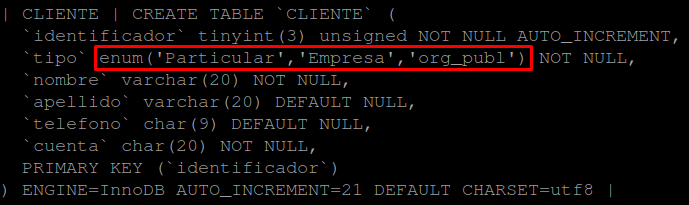 | CLIENTE | CREATE TABLE `CLIENTE` (
`identificador` tinyint(3) unsigned NOT NULL AUTO_INCREMENT,
`tipo` enum('Particular','Empresa','org_publ') NOT NULL,
`nombre` varchar(20) NOT NULL,
`apellido` varchar(20) DEFAULT NULL,
`telefono` char(9) DEFAULT NULL,
`cuenta` char(20) NOT NULL,
PRIMARY KEY (`identificador`)
) ENGINE=InnoDB AUTO_INCREMENT=21 DEFAULT CHARSET=utf8 |